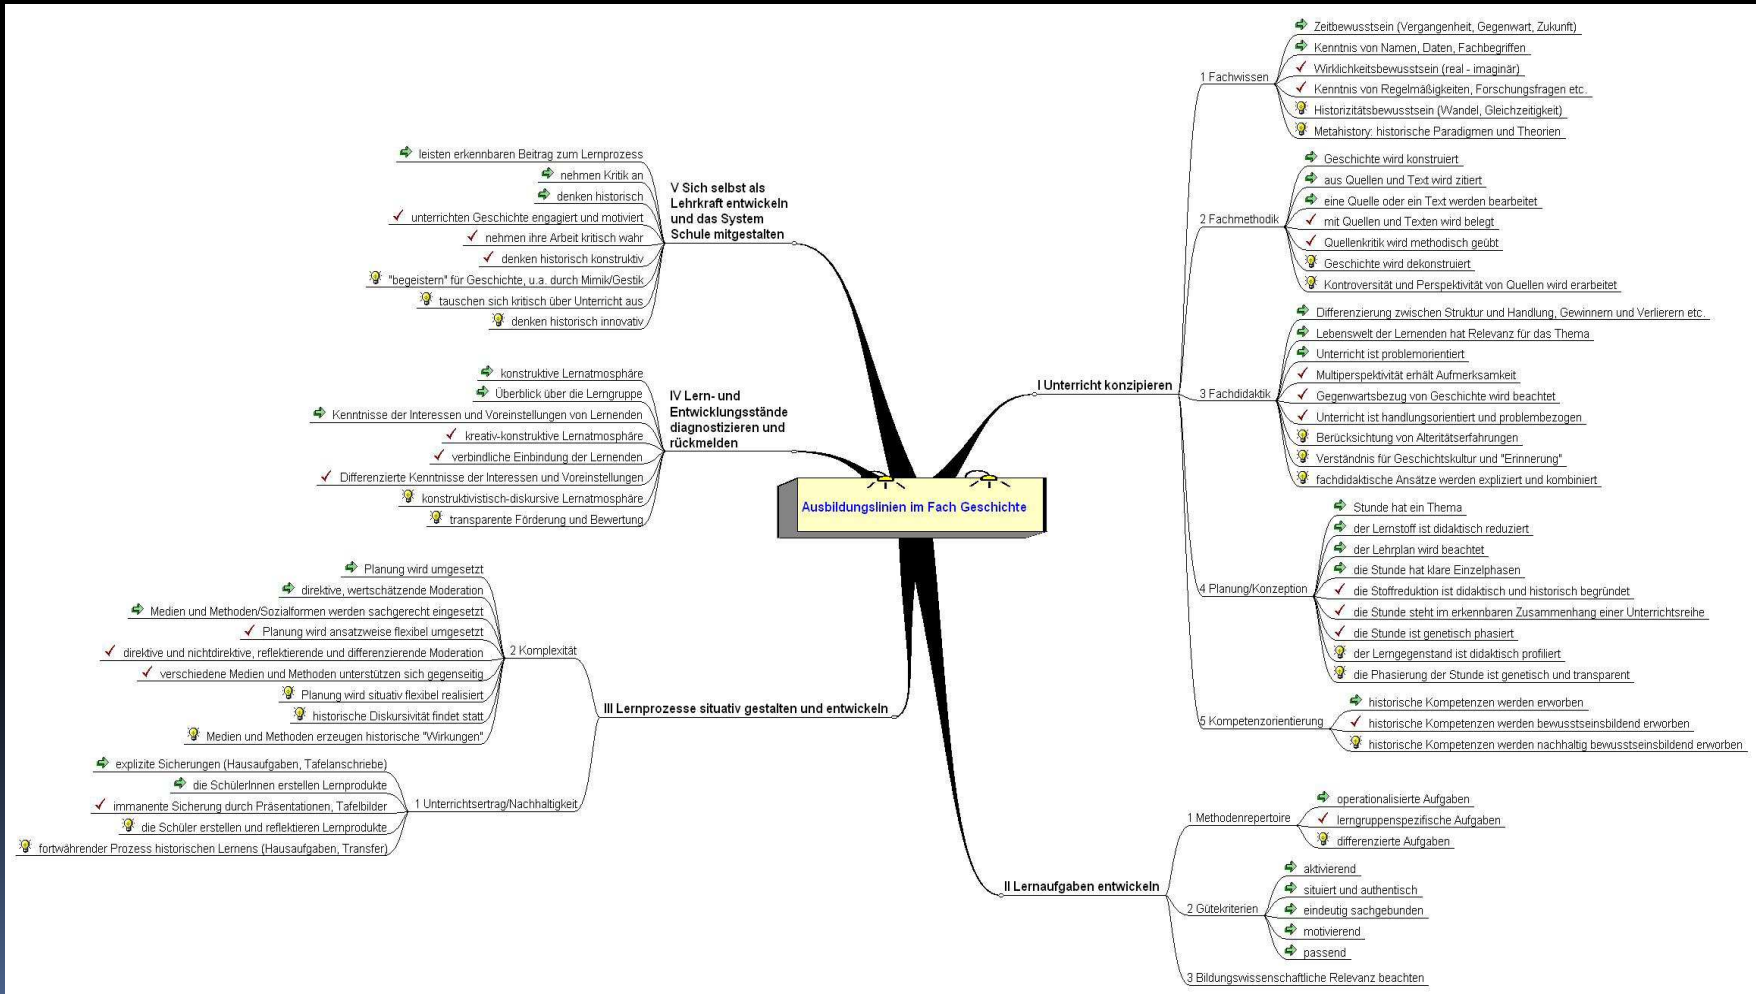 Ausbildungslinien im Fach Geschichte
I Unterricht konzipieren
1 Fachwissen
Zeitbewusstsein (Vergangenheit, Gegenwart, Zukunft)
Kenntnis von Namen, Daten, Fachbegriffen
Wirklichkeitsbewusstsein (real - imaginär)
Kenntnis von Regelmäßigkeiten, Forschungsfragen etc.
Historizitätsbewusstsein (Wandel, Gleichzeitigkeit)
Metahistory: historische Paradigmen und Theorien
2 Fachmethodik
Geschichte wird konstruiert
aus Quellen und Text wird zitiert
eine Quelle oder ein Text werden bearbeitet
mit Quellen und Texten wird belegt
Quellenkritik wird methodisch geübt
Geschichte wird dekonstruiert
Kontroversität und Perspektivität von Quellen wird erarbeitet
3 Fachdidaktik
Differenzierung zwischen Struktur und Handlung, Gewinnern und Verlierern etc.
Lebenswelt der Lernenden hat Relevanz für das Thema
Unterricht ist problemorientiert
Multiperspektivität erhält Aufmerksamkeit
Gegenwartsbezug von Geschichte wird beachtet
Unterricht ist handlungsorientiert und problembezogen
Berücksichtung von Alteritätserfahrungen
Verständnis für Geschichtskultur und "Erinnerung"
fachdidaktische Ansätze werden expliziert und kombiniert
4 Planung/Konzeption
Stunde hat ein Thema
der Lernstoff ist didaktisch reduziert
der Lehrplan wird beachtet
die Stunde hat klare Einzelphasen
die Stoffreduktion ist didaktisch und historisch begründet
die Stunde steht im erkennbaren Zusammenhang einer Unterrichtsreihe
die Stunde ist genetisch phasiert
der Lerngegenstand ist didaktisch profiliert
die Phasierung der Stunde ist genetisch und transparent
5 Kompetenzorientierung
historische Kompetenzen werden erworben
historische Kompetenzen werden bewusstseinsbildend erworben
historische Kompetenzen werden nachhaltig bewusstseinsbildend erworben
II Lernaufgaben entwickeln
1 Methodenrepertoire
operationalisierte Aufgaben
lerngruppenspezifische Aufgaben
differenzierte Aufgaben
2 Gütekriterien
aktivierend
situiert und authentisch
eindeutig sachgebunden
motivierend
passend
3 Bildungswissenschaftliche Relevanz beachten
III Lernprozesse situativ gestalten und entwickeln
2 Komplexität
Planung wird umgesetzt
direktive, wertschätzende Moderation
Medien und Methoden/Sozialformen werden sachgerecht eingesetzt
Planung wird ansatzweise flexibel umgesetzt
direktive und nichtdirektive, reflektierende und differenzierende Moderation
verschiedene Medien und Methoden unterstützen sich gegenseitig
Planung wird situativ flexibel realisiert
historische Diskursivität findet statt
Medien und Methoden erzeugen historische "Wirkungen"
1 Unterrichtsertrag/Nachhaltigkeit
explizite Sicherungen (Hausaufgaben, Tafelanschriebe)
die SchülerInnen erstellen Lernprodukte
immanente Sicherung durch Präsentationen, Tafelbilder
die Schüler erstellen und reflektieren Lernprodukte
fortwährender Prozess historischen Lernens (Hausaufgaben, Transfer)
IV Lern- und
Entwicklungsstände
diagnostizieren und
rückmelden
konstruktive Lernatmosphäre
Überblick über die Lerngruppe
Kenntnisse der Interessen und Voreinstellungen von Lernenden
kreativ-konstruktive Lernatmosphäre
verbindliche Einbindung der Lernenden
Differenzierte Kenntnisse der Interessen und Voreinstellungen
konstruktivistisch-diskursive Lernatmosphäre
transparente Förderung und Bewertung
V Sich selbst als
Lehrkraft entwickeln
und das System
Schule mitgestalten
leisten erkennbaren Beitrag zum Lernprozess
nehmen Kritik an
denken historisch
unterrichten Geschichte engagiert und motiviert
nehmen ihre Arbeit kritisch wahr
denken historisch konstruktiv
"begeistern" für Geschichte, u.a. durch Mimik/Gestik
tauschen sich kritisch über Unterricht aus
denken historisch innovativ